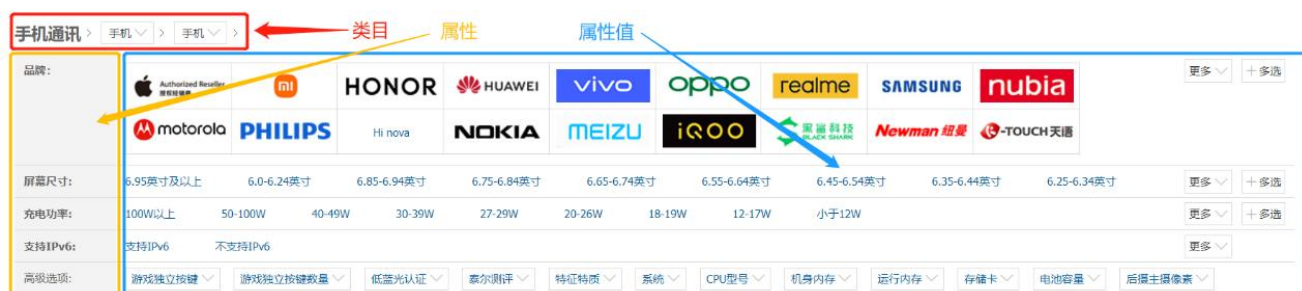 手机通讯 > 手机 > 手机 > 类目 属性 属性值
品牌: Authorized Reseller 授权经销商 mi HONOR HUAWEI vivo oppo realme SAMSUNG nubia 更多 +多选
motorola PHILIPS Hi nova NOKIA MEIZU iQOO 黑鲨科技 BLACK SHARK Newman 纽曼 K-TOUCH 天语
屏幕尺寸: 6.95英寸及以上 6.0-6.24英寸 6.85-6.94英寸 6.75-6.84英寸 6.65-6.74英寸 6.55-6.64英寸 6.45-6.54英寸 6.35-6.44英寸 6.25-6.34英寸 更多 +多选
充电功率: 100W以上 50-100W 40-49W 30-39W 27-29W 20-26W 18-19W 12-17W 小于12W 更多 +多选
支持IPv6: 支持IPv6 不支持IPv6 更多
高级选项: 游戏独立按键 游戏独立按键数量 低蓝光认证 泰尔测评 特征特质 系统 CPU型号 机身内存 运行内存 存储卡 电池容量 后摄主摄像素